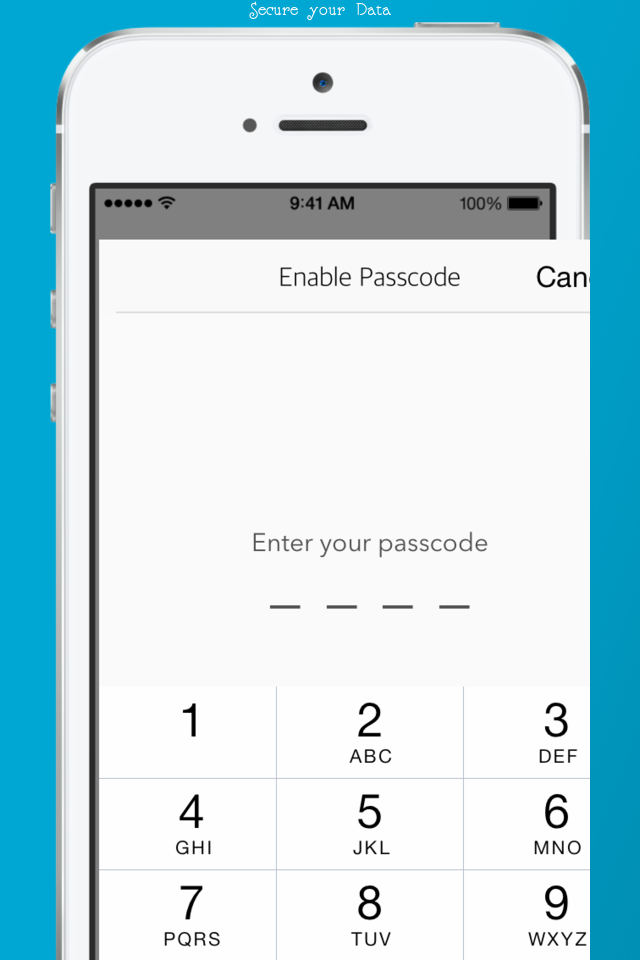 Secure your Data
9:41 AM 100%
Enable Passcode Canc
Enter your passcode
1 2 3
ABC DEF
4 5 6
GHI JKL MNO
7 8 9
PQRS TUV WXYZ